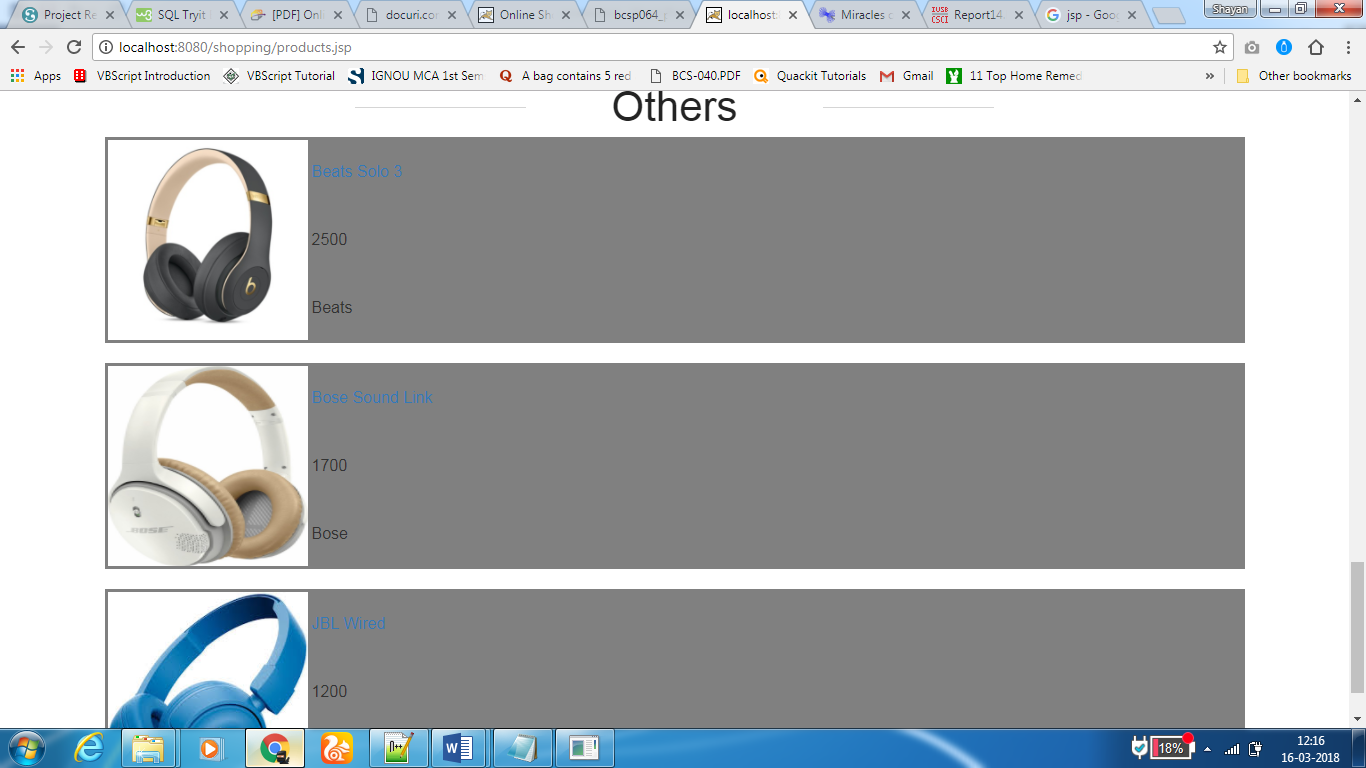 Project Re
SQL Tryit
[PDF] Onl
docuri.cor
Online Sh
bcsp064_
localhost:
Miracles
Report14
jsp - Goo
Shayan
localhost:8080/shopping/products.jsp
Apps
VBScript Introduction
VBScript Tutorial
IGNOU MCA 1st Sem
A bag contains 5 red
BCS-040.PDF
Quackit Tutorials
Gmail
11 Top Home Remed
»
Other bookmarks
Others
Beats Solo 3
2500
Beats
Bose Sound Link
1700
BOSE
Bose
JBL Wired
1200
18%
12:16
16-03-2018